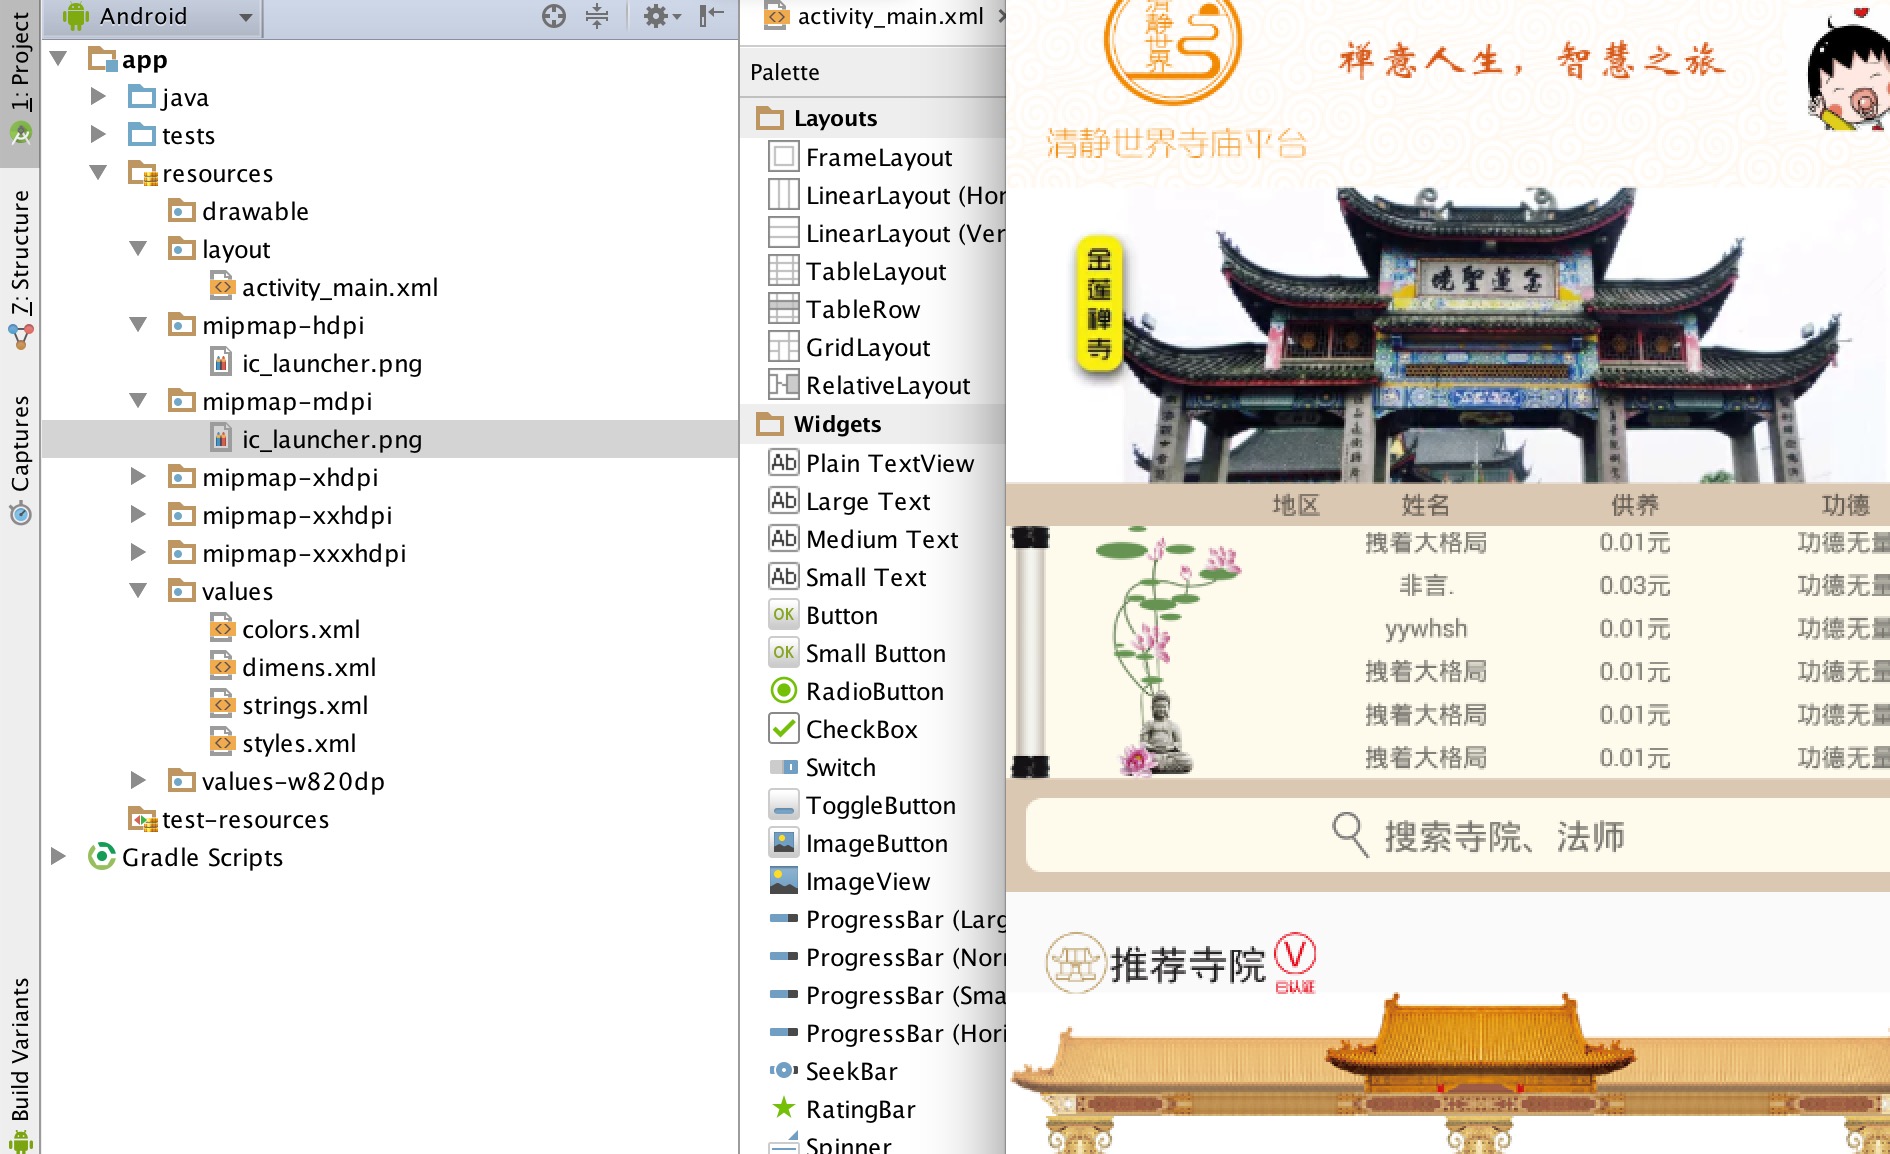 1: Project
Z: Structure
Captures
Build Variants
Android
app
java
tests
resources
drawable
layout
activity_main.xml
mipmap-hdpi
ic_launcher.png
mipmap-mdpi
ic_launcher.png
mipmap-xhdpi
mipmap-xxhdpi
mipmap-xxxhdpi
values
colors.xml
dimens.xml
strings.xml
styles.xml
values-w820dp
test-resources
Gradle Scripts
activity_main.xml
Palette
Layouts
FrameLayout
LinearLayout (Hor
LinearLayout (Ver
TableLayout
TableRow
GridLayout
RelativeLayout
Widgets
Ab Plain TextView
Ab Large Text
Ab Medium Text
Ab Small Text
OK Button
OK Small Button
RadioButton
CheckBox
Switch
ToggleButton
ImageButton
ImageView
ProgressBar (Larg
ProgressBar (Nor
ProgressBar (Sma
ProgressBar (Hori
SeekBar
RatingBar
Spinner
清静世界
禅意人生，智慧之旅
清静世界寺庙平台
金莲禅寺
地区 姓名 供养 功德
拽着大格局 0.01元 功德无量
非言. 0.03元 功德无量
yywhsh 0.01元 功德无量
拽着大格局 0.01元 功德无量
拽着大格局 0.01元 功德无量
拽着大格局 0.01元 功德无量
搜索寺院、法师
推荐寺院
V
已认证